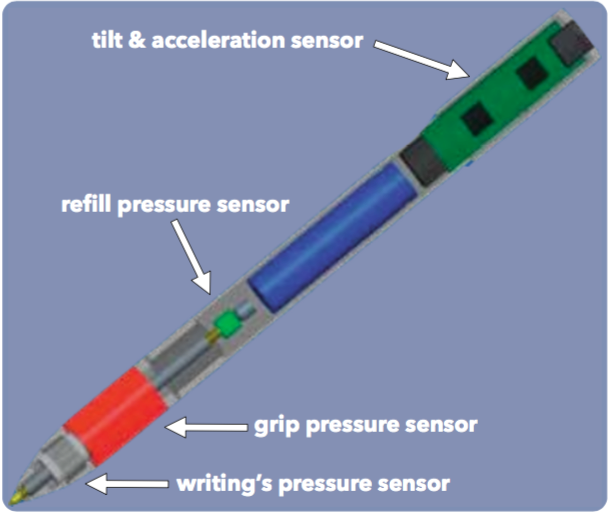 tilt & acceleration sensor
refill pressure sensor
grip pressure sensor
writing’s pressure sensor